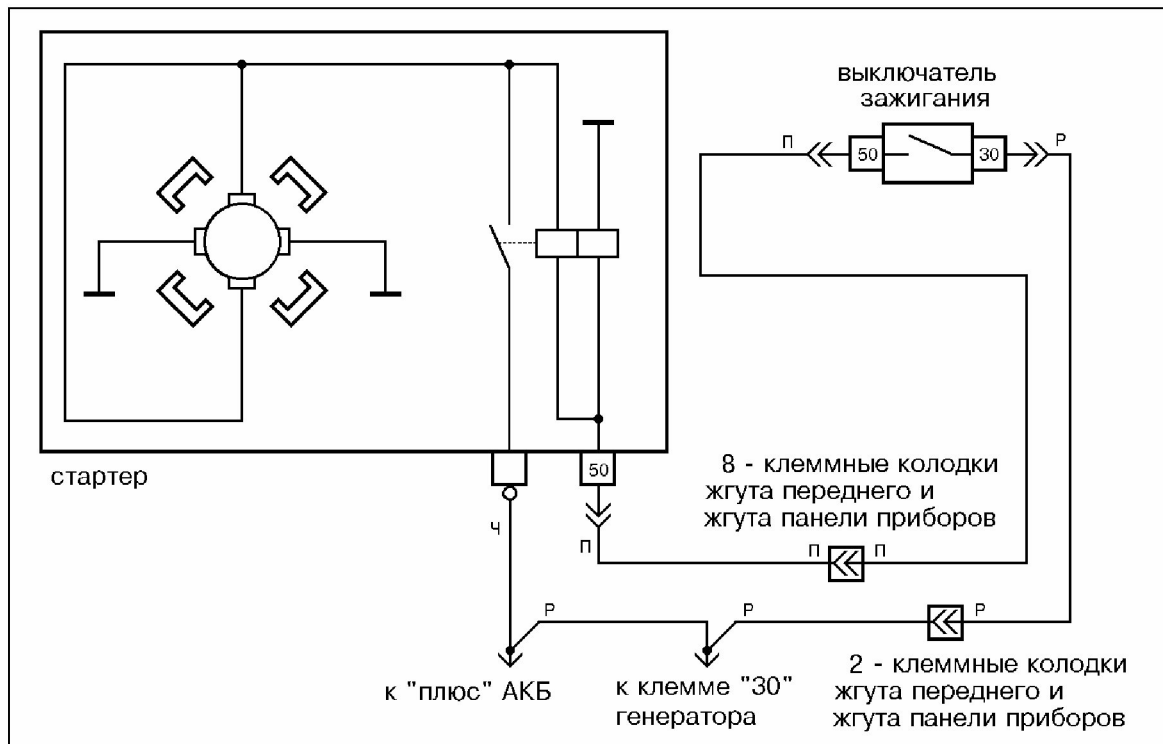 выключатель
зажигания
П
50
30
Р
стартер
50
8 - клеммные колодки
жгута переднего и
жгута панели приборов
Ч
П
П
П
Р
Р
Р
к "плюс" АКБ
к клемме "30"
генератора
2 - клеммные колодки
жгута переднего и
жгута панели приборов